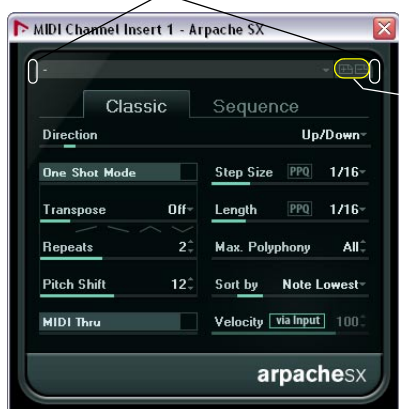 MIDI Channel Insert 1 - Arpache SX
-
Classic Sequence
Direction Up/Down
One Shot Mode Step Size PPQ 1/16
Transpose Off Length PPQ 1/16
Repeats 2 Max. Polyphony All
Pitch Shift 12 Sort by Note Lowest
MIDI Thru Velocity via Input 100
arpachesx